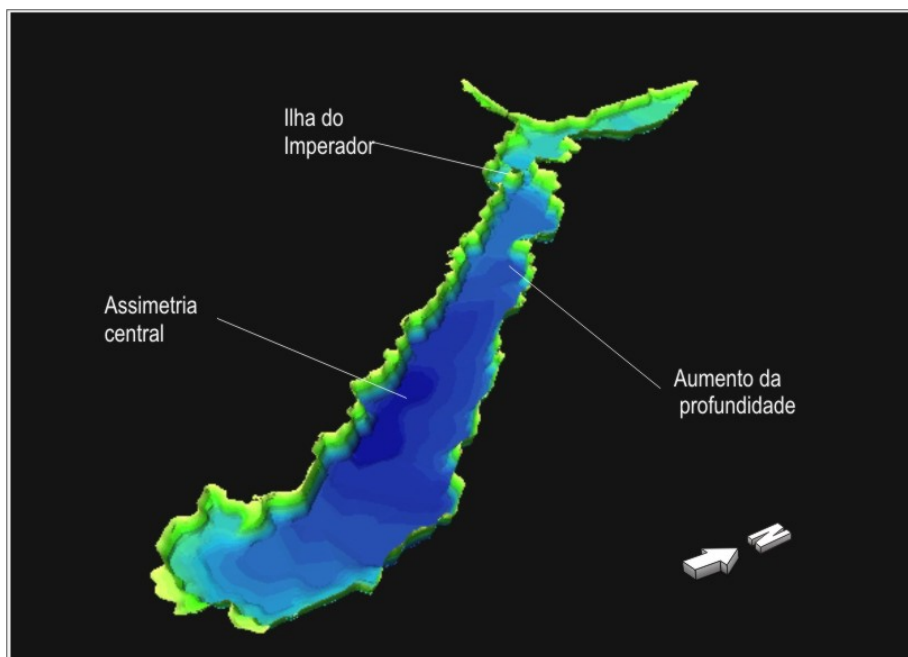 Ilha do
Imperador
Assimetria
central
Aumento da
profundidade
N